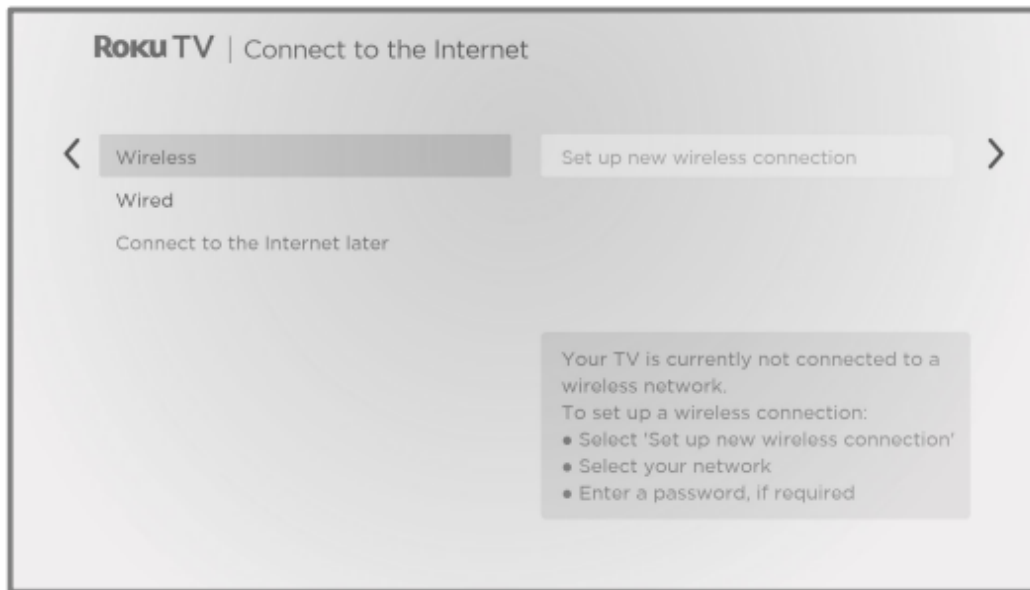 Roku TV | Connect to the Internet
Wireless
Set up new wireless connection
Wired
Connect to the Internet later
Your TV is currently not connected to a
wireless network.
To set up a wireless connection:
● Select 'Set up new wireless connection'
● Select your network
● Enter a password, if required